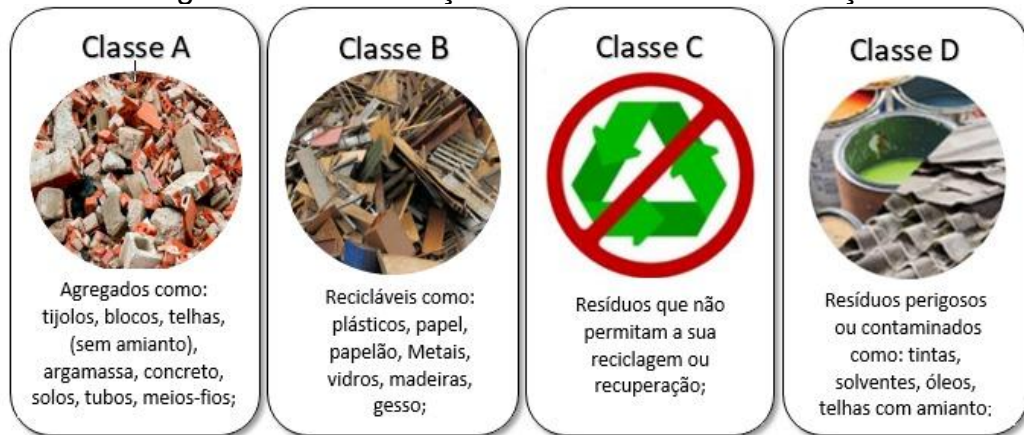 Classe A
Agregados como:
tijolos, blocos, telhas,
(sem amianto),
argamassa, concreto,
solos, tubos, meios-fios;
Classe B
Recicláveis como:
plásticos, papel,
papelão, Metais,
vidros, madeiras,
gesso;
Classe C
Resíduos que não
permitam a sua
reciclagem ou
recuperação;
Classe D
Resíduos perigosos
ou contaminados
como: tintas,
solventes, óleos,
telhas com amianto;